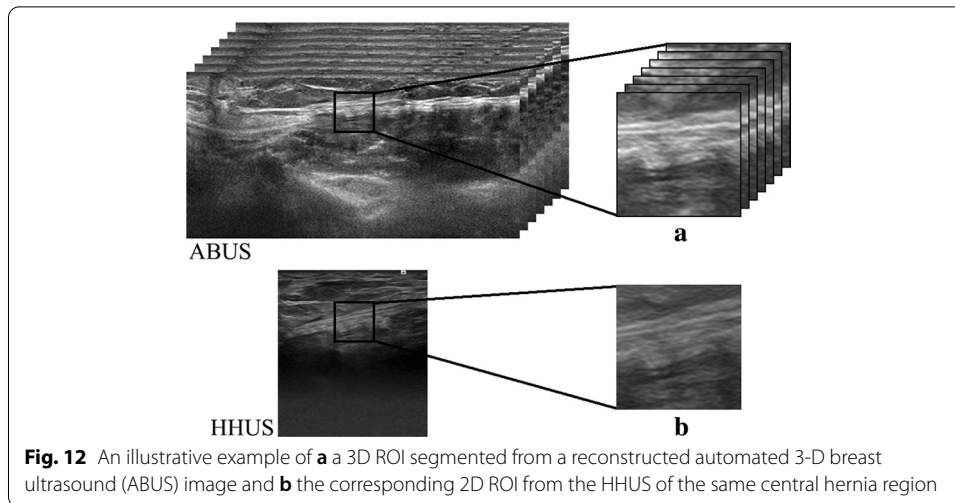 ABUS
a
HHUS
b
Fig. 12 An illustrative example of a a 3D ROI segmented from a reconstructed automated 3-D breast
ultrasound (ABUS) image and b the corresponding 2D ROI from the HHUS of the same central hernia region